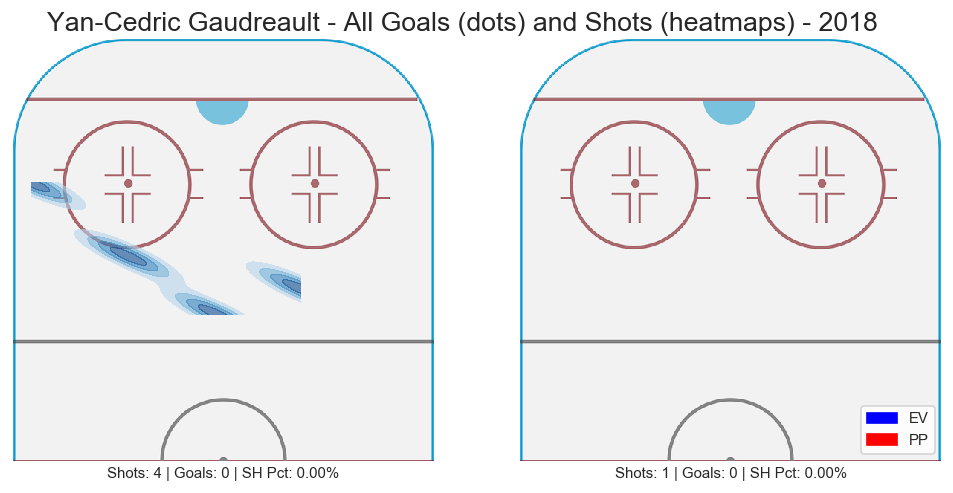 Yan-Cedric Gaudreault - All Goals (dots) and Shots (heatmaps) - 2018
EV
PP
Shots: 4 | Goals: 0 | SH Pct: 0.00%
Shots: 1 | Goals: 0 | SH Pct: 0.00%